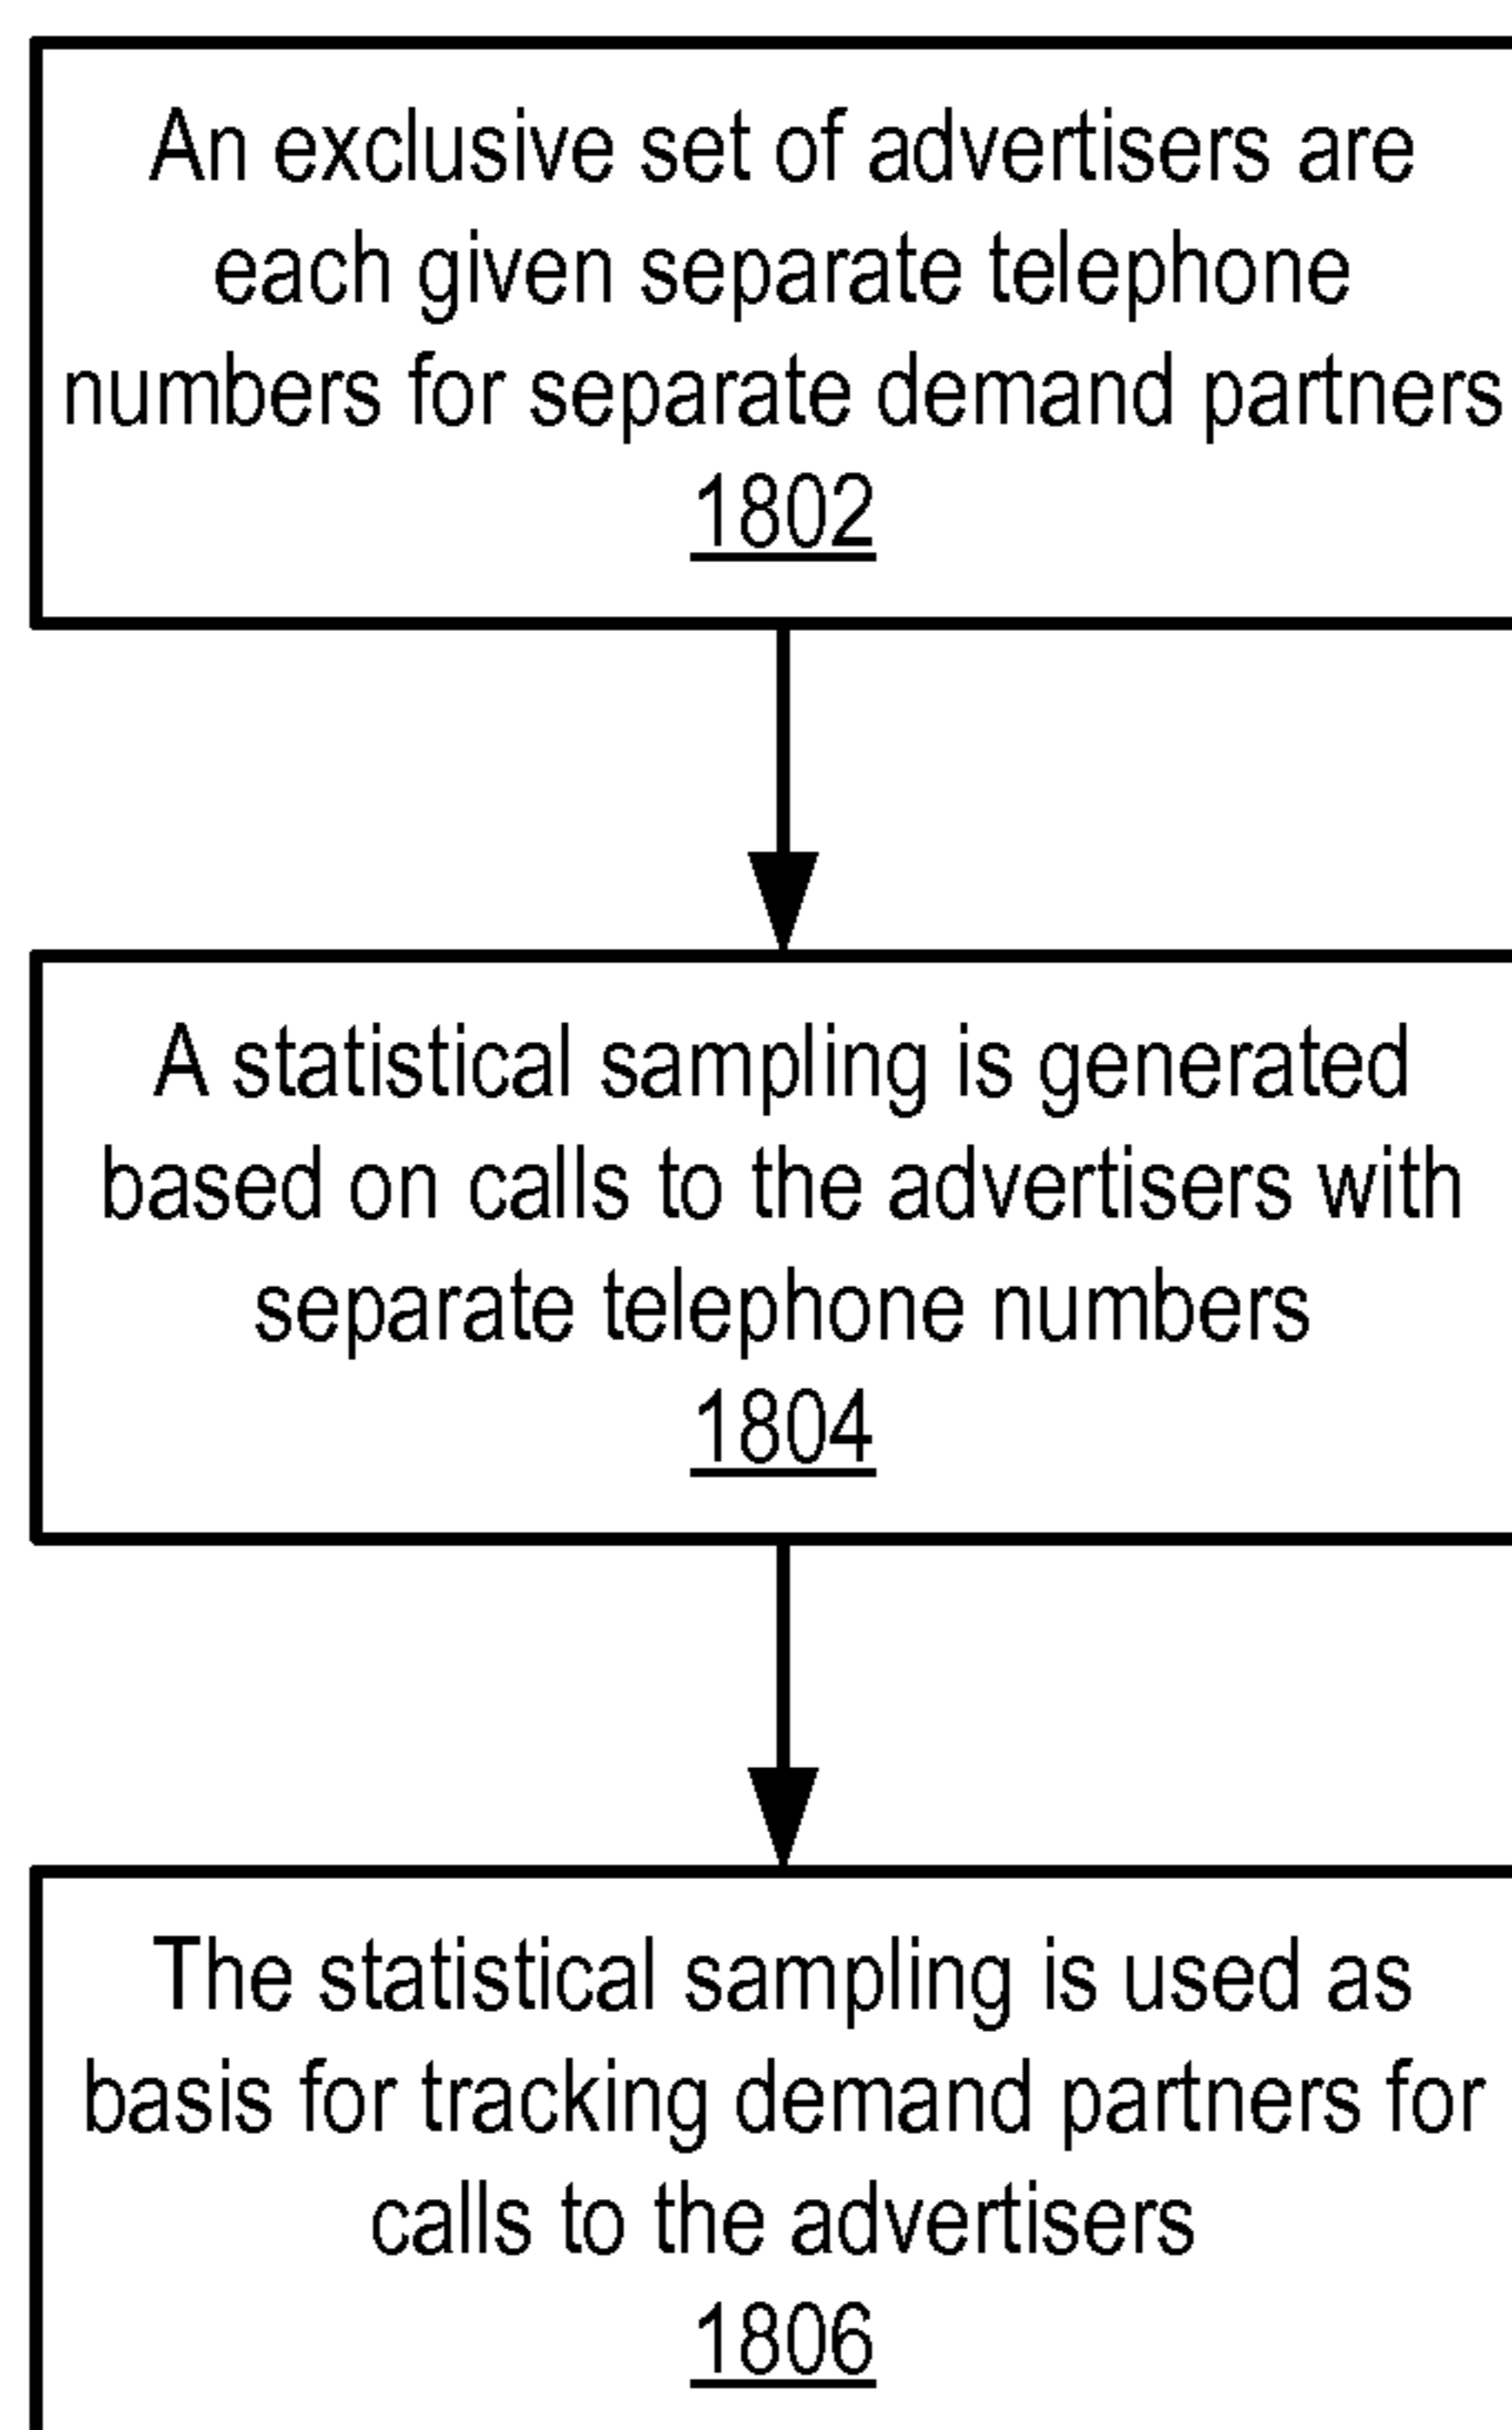 An exclusive set of advertisers are
each given separate telephone
numbers for separate demand partners
1802
A statistical sampling is generated
based on calls to the advertisers with
separate telephone numbers
1804
The statistical sampling is used as
basis for tracking demand partners for
calls to the advertisers
1806